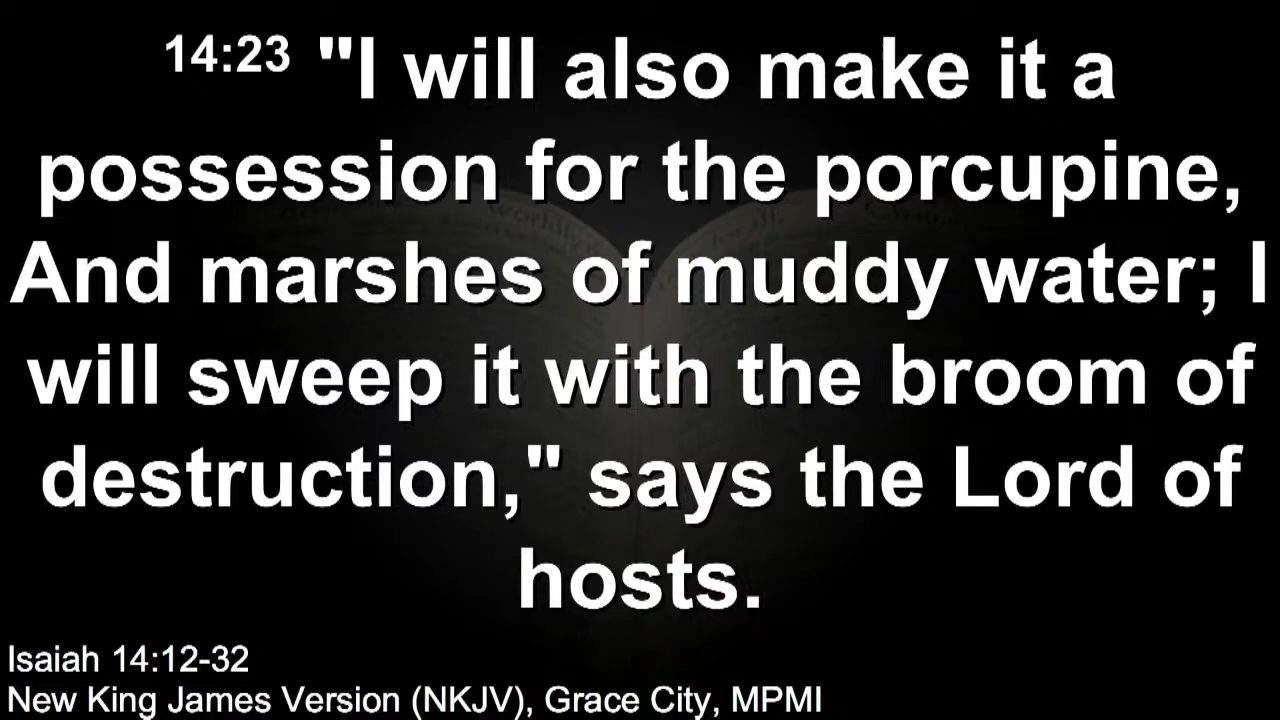 14:23 "I will also make it a
possession for the porcupine,
And marshes of muddy water; I
will sweep it with the broom of
destruction," says the Lord of
hosts.
Isaiah 14:12-32
New King James Version (NKJV), Grace City, MPMI